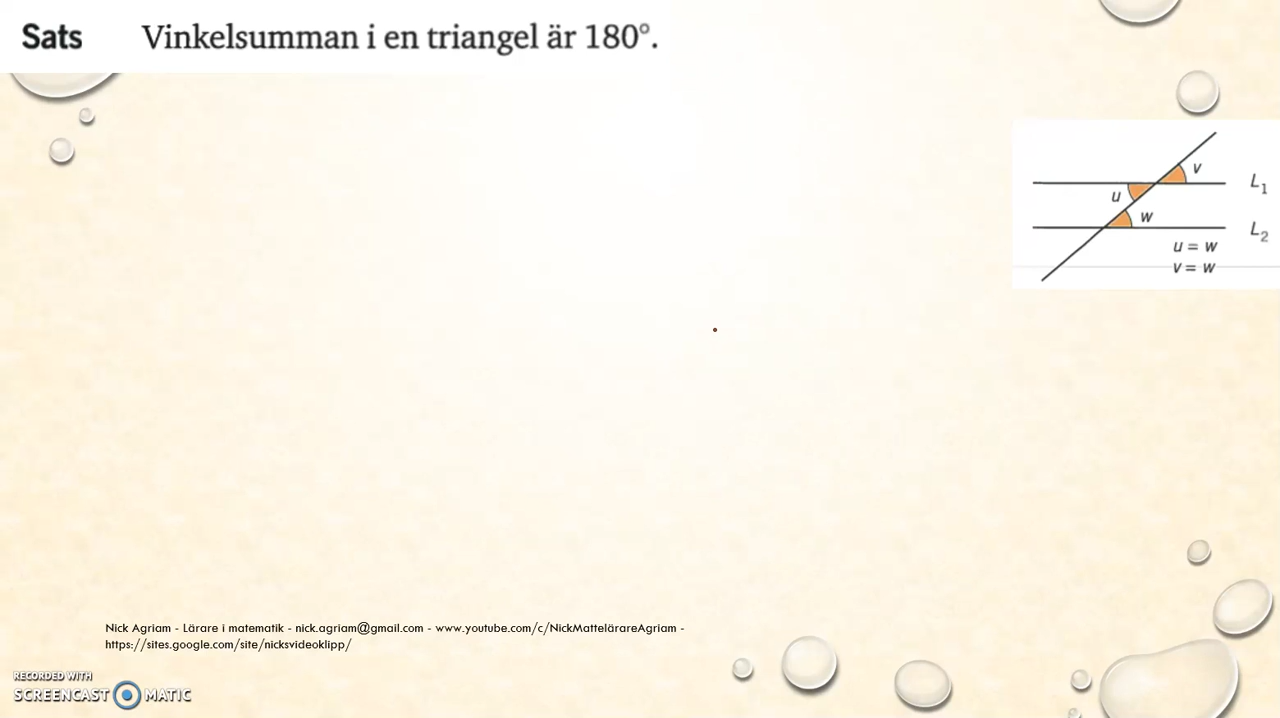 Sats Vinkelsumman i en triangel är 180°.
v
L₁
u
w
L₂
u = w
v = w
Nick Agriam - Lärare i matematik - nick.agriam@gmail.com - www.youtube.com/c/NickMattelärareAgriam -
https://sites.google.com/site/nicksvideoklipp/
RECORDED WITH
SCREENCAST MATIC